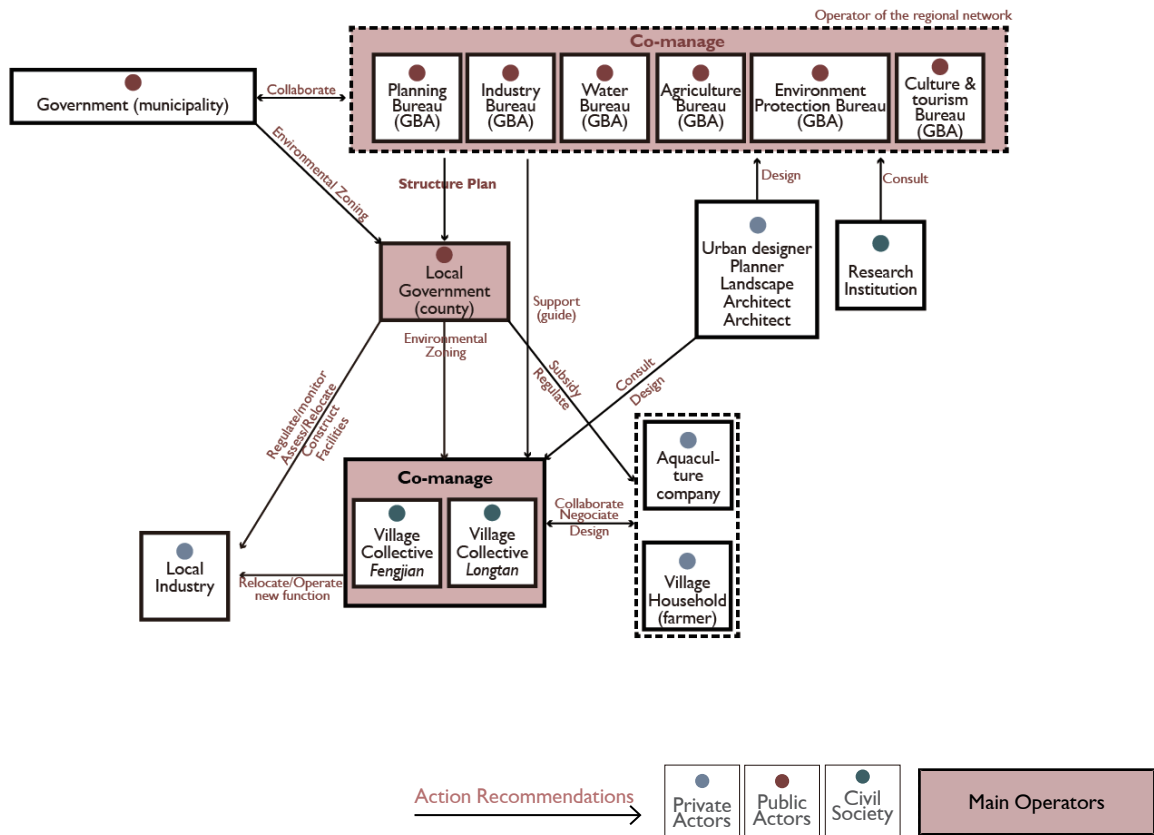 Operator of the regional network
Co-manage
Government (municipality)
Collaborate
Planning
Bureau
(GBA)
Industry
Bureau
(GBA)
Water
Bureau
(GBA)
Agriculture
Bureau
(GBA)
Environment
Protection Bureau
(GBA)
Culture &
tourism
Bureau
(GBA)
Environmental Zoning
Structure Plan
Design
Consult
Local
Government
(county)
Urban designer
Planner
Landscape
Architect
Architect
Research
Institution
Support
(guide)
Environmental
Zoning
Subsidy
Regulate
Consult
Design
Regulate/monitor
Assess/Relocate
Construct
Facilities
Co-manage
Village
Collective
Fengjian
Village
Collective
Longtan
Collaborate
Negociate
Design
Aquacul-
ture
company
Village
Household
(farmer)
Local
Industry
Relocate/Operate
new function
Action Recommendations
Private
Actors
Public
Actors
Civil
Society
Main Operators